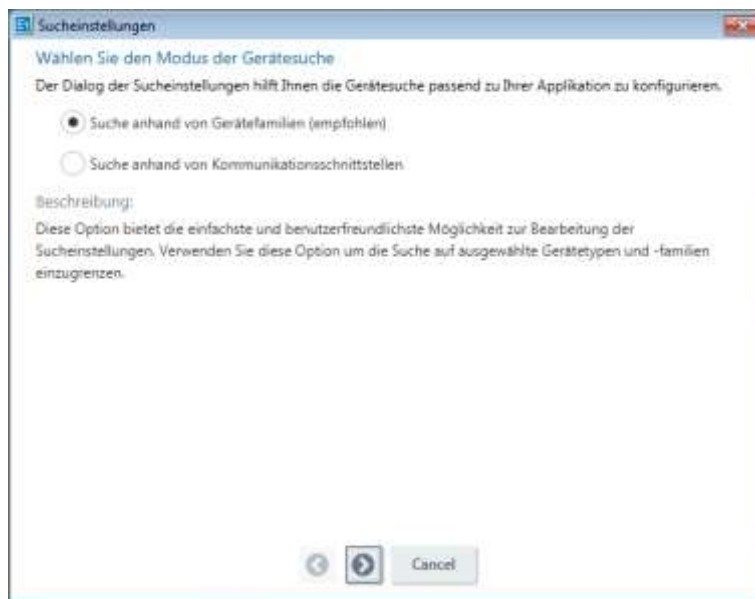 Sucheinstellungen
Wählen Sie den Modus der Gerätesuche
Der Dialog der Sucheinstellungen hilft Ihnen die Gerätesuche passend zu Ihrer Applikation zu konfigurieren.
Suche anhand von Gerätefamilien (empfohlen)
Suche anhand von Kommunikationsschnittstellen
Beschreibung:
Diese Option bietet die einfachste und benutzerfreundlichste Möglichkeit zur Bearbeitung der
Sucheinstellungen. Verwenden Sie diese Option um die Suche auf ausgewählte Gerätetypen und -familien
einzugrenzen.
Cancel